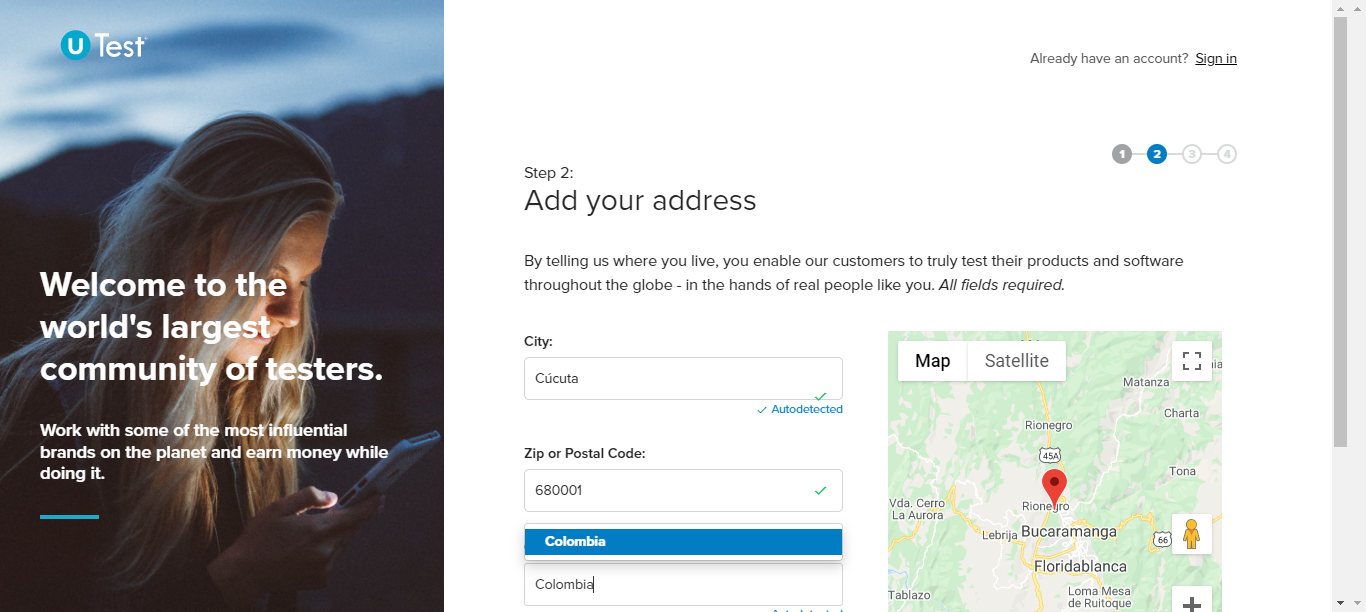 U Test
Already have an account? Sign in
1 2 3 4
Step 2:
Add your address
By telling us where you live, you enable our customers to truly test their products and software
throughout the globe - in the hands of real people like you. All fields required.
Welcome to the
world's largest
community of testers.
Work with some of the most influential
brands on the planet and earn money while
doing it.
City:
Cúcuta
Autodetected
Zip or Postal Code:
680001
Colombia
Colombia
Map Satellite
Matanza
Charta
Rionegro
45A
Tona
Vda. Cerro
La Aurora
Rionegro
Bucaramanga
Lebrija
66
Floridablanca
Tablazo
Loma Mesa
de Ruitoque